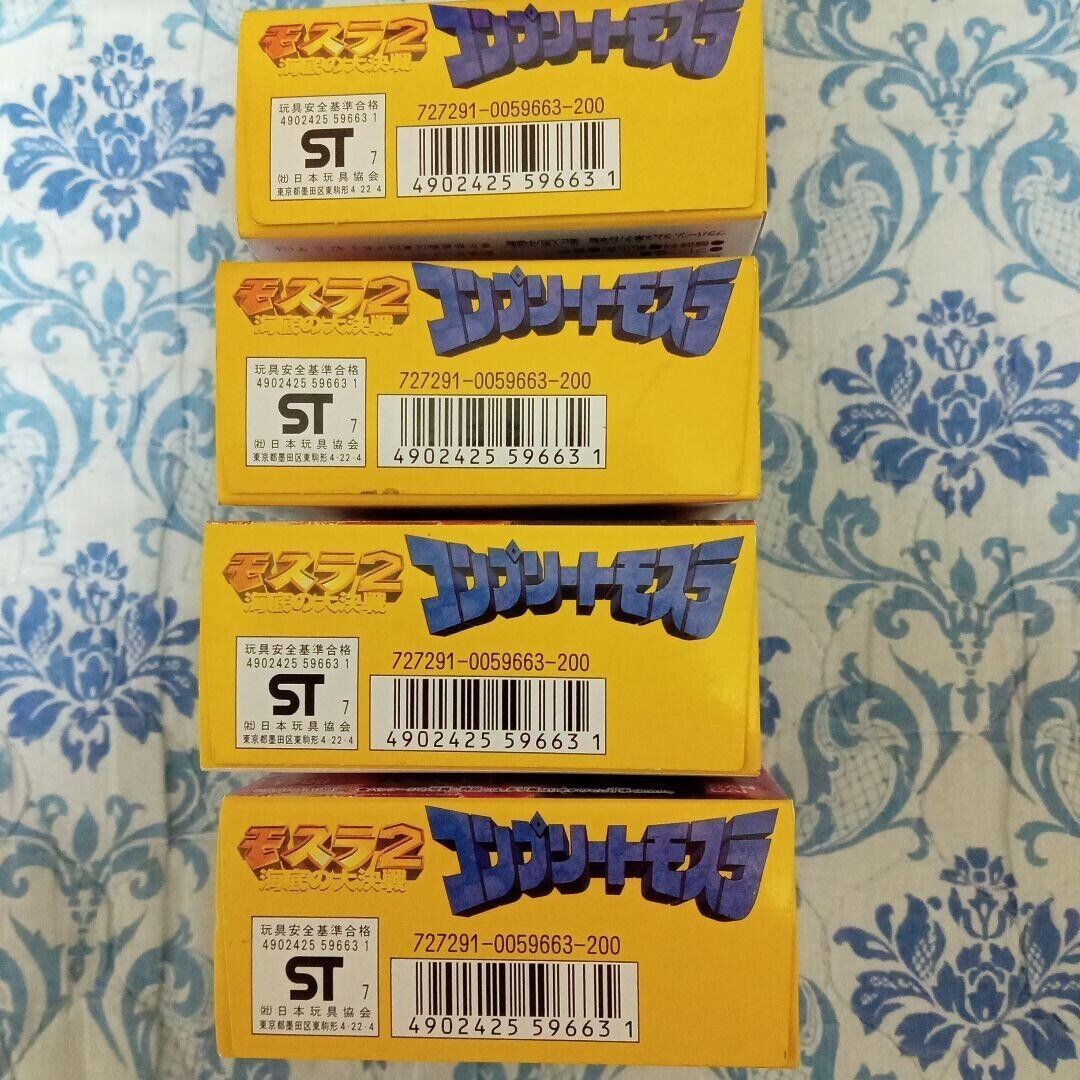 モスラ2
海底の大決戦
コンプリートモスラ
玩具安全基準合格
4902425 59663 1
ST 7
㈳日本玩具協会
東京都墨田区東駒形4-22-4
727291-0059663-200
4902425 59663 1
モスラ2
海底の大決戦
コンプリートモスラ
玩具安全基準合格
4902425 59663 1
ST 7
㈳日本玩具協会
東京都墨田区東駒形4-22-4
727291-0059663-200
4902425 59663 1
モスラ2
海底の大決戦
コンプリートモスラ
玩具安全基準合格
4902425 59663 1
ST 7
㈳日本玩具協会
東京都墨田区東駒形4-22-4
727291-0059663-200
4902425 59663 1
モスラ2
海底の大決戦
コンプリートモスラ
玩具安全基準合格
4902425 59663 1
ST 7
㈳日本玩具協会
東京都墨田区東駒形4-22-4
727291-0059663-200
4902425 59663 1